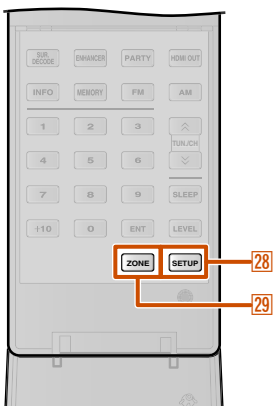 SUR. DECODE ENHANCER PARTY HDMI OUT
INFO MEMORY FM AM
1 2 3
TUN./CH
4 5 6
7 8 9 SLEEP
+10 0 ENT LEVEL
ZONE SETUP
28
29